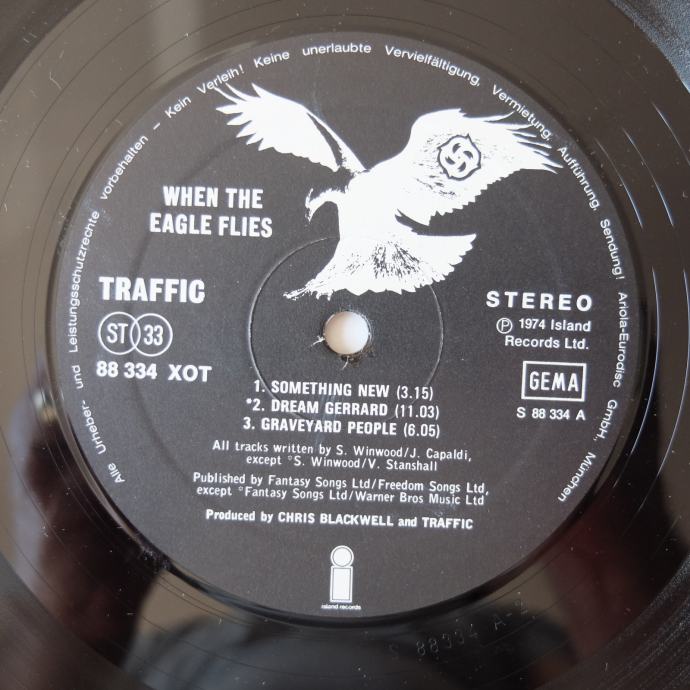 Alle Urheber- und Leistungsschutzrechte vorbehalten – Kein Verleih! Keine unerlaubte Vervielfältigung, Vermietung, Aufführung, Sendung! Ariola-Eurodisc GmbH, München
WHEN THE
EAGLE FLIES
TRAFFIC
ST 33
88 334 XOT
STEREO
Ⓟ 1974 Island
Records Ltd.
GEMA
S 88 334 A
1. SOMETHING NEW (3.15)
*2. DREAM GERRARD (11.03)
3. GRAVEYARD PEOPLE (6.05)
All tracks written by S. Winwood/J. Capaldi,
except *S. Winwood/V. Stanshall
Published by Fantasy Songs Ltd/Freedom Songs Ltd,
except *Fantasy Songs Ltd/Warner Bros Music Ltd
Produced by CHRIS BLACKWELL and TRAFFIC
i
island records
S 88334 A-2